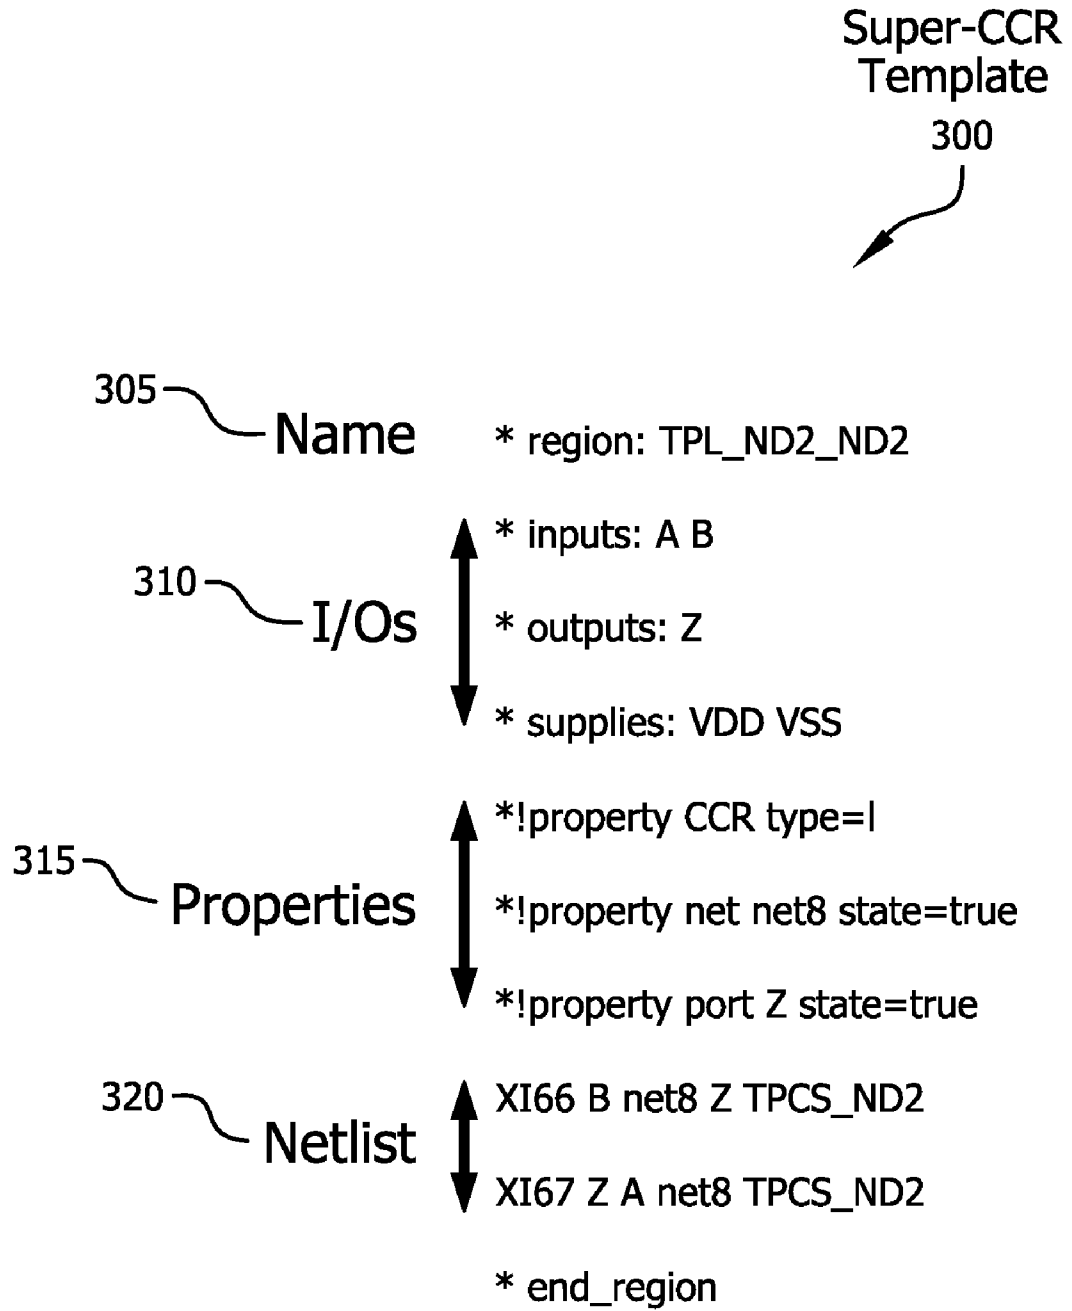 Super-CCR
Template
300
305
Name
* region: TPL_ND2_ND2
* inputs: A B
310
I/Os
* outputs: Z
* supplies: VDD VSS
*!property CCR type=I
315
Properties
*!property net net8 state=true
*!property port Z state=true
320
Netlist
XI66 B net8 Z TPCS_ND2
XI67 Z A net8 TPCS_ND2
* end_region